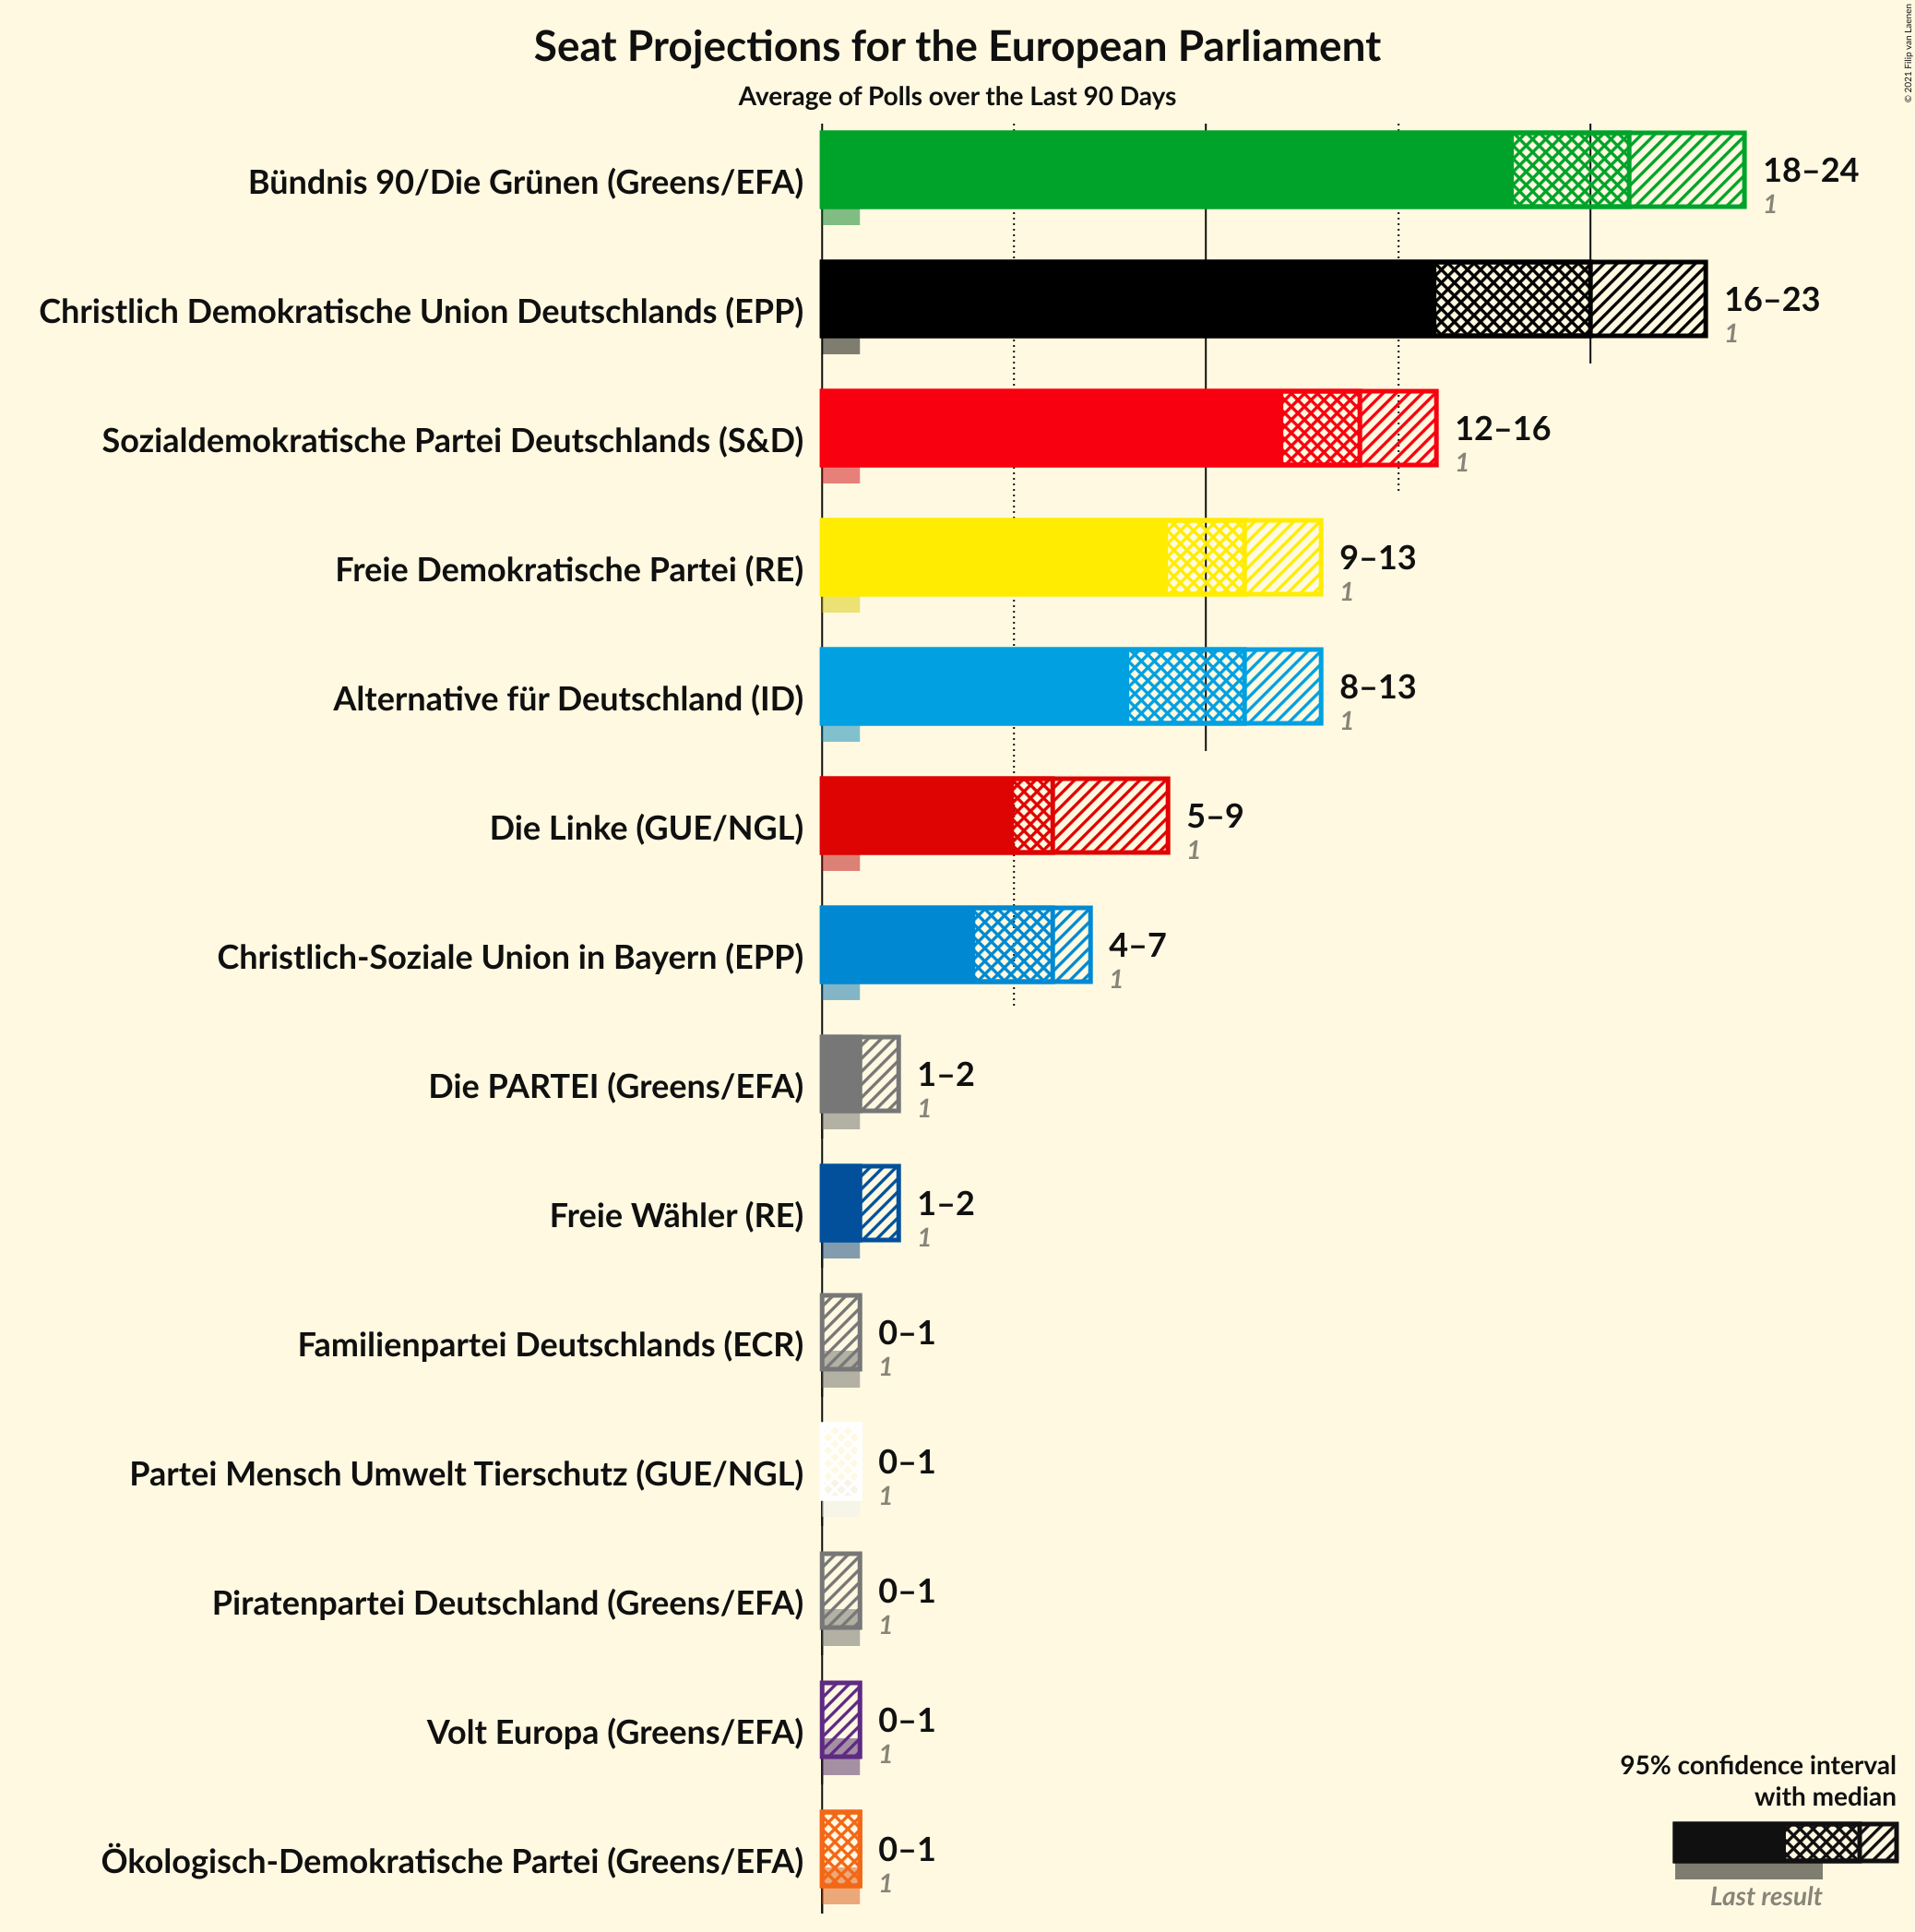 Seat Projections for the European Parliament
Average of Polls over the Last 90 Days
© 2021 Filip van Laenen
Bündnis 90/Die Grünen (Greens/EFA)
18–24
1
Christlich Demokratische Union Deutschlands (EPP)
16–23
1
Sozialdemokratische Partei Deutschlands (S&D)
12–16
1
Freie Demokratische Partei (RE)
9–13
1
Alternative für Deutschland (ID)
8–13
1
Die Linke (GUE/NGL)
5–9
1
Christlich-Soziale Union in Bayern (EPP)
4–7
1
Die PARTEI (Greens/EFA)
1–2
1
Freie Wähler (RE)
1–2
1
Familienpartei Deutschlands (ECR)
0–1
1
Partei Mensch Umwelt Tierschutz (GUE/NGL)
0–1
1
Piratenpartei Deutschland (Greens/EFA)
0–1
1
Volt Europa (Greens/EFA)
0–1
1
Ökologisch-Demokratische Partei (Greens/EFA)
0–1
1
95% confidence interval
with median
Last result